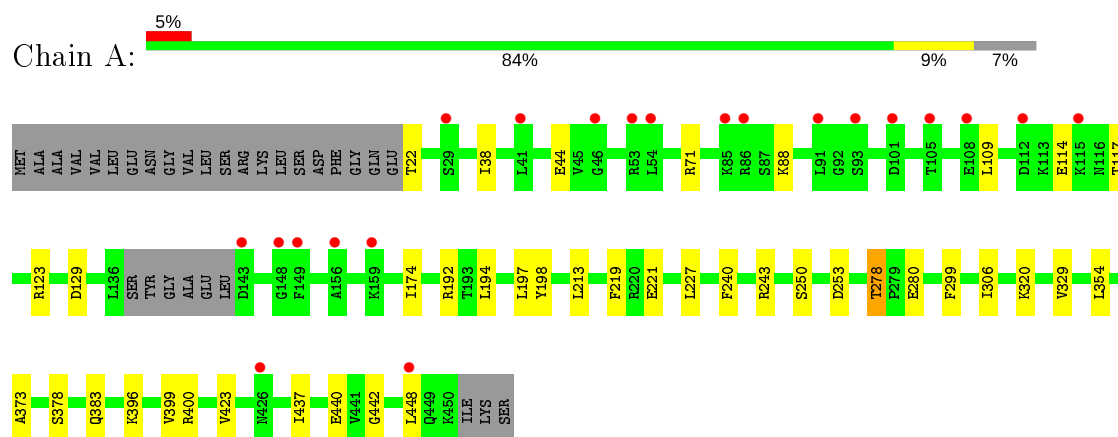 5%
Chain A:
84% 9% 7%
MET ALA ALA VAL VAL LEU GLU ASN GLY VAL LEU SER ARG LYS LEU SER ASP PHE GLY GLN GLU T22 S29 I38 L41 E44 V45 G46 R53 L54 R71 K85 R86 S87 K88 L91 G92 S93 D101 T105 E108 L109 D112 K113 E114 K115 N116 T117
R123 D129 L136 SER TYR GLY ALA GLU LEU D143 G148 F149 A156 K159 I174 R192 T193 L194 L197 Y198 L213 F219 R220 E221 L227 F240 R243 S250 D253 T278 P279 E280 F299 I306 K320 V329 L354
A373 S378 Q383 K396 V399 R400 V423 N426 I437 E440 V441 G442 L448 Q449 K450 ILE LYS SER